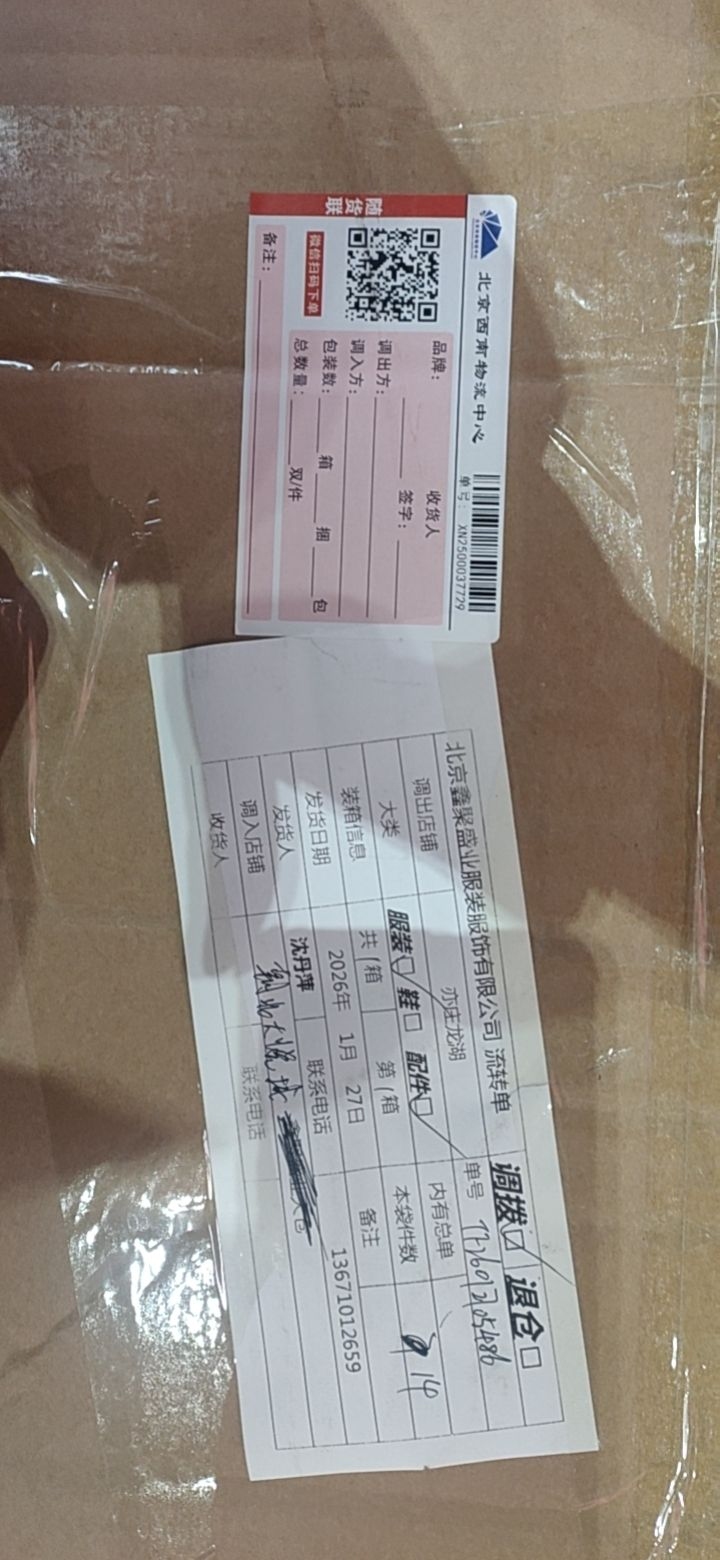 北京西南物流中心
单号： XN2500037729
随货联
微信扫码下单
品牌：
收货人
签字：
调出方：
调入方：
包装数： 箱 捆 包
总数量： 双/件
备注：
北京鑫聚盛业服装服饰有限公司 流转单
调拨☑ 退仓☐
调出店铺 亦庄龙湖 单号
大类 服装☑ 鞋☐ 配件☑ 内有总单
装箱信息 共1箱 第1箱 本袋件数 14
发货日期 2026年 1月 27日 备注
发货人 沈丹萍 联系电话 13671012659
调入店铺
收货人 联系电话